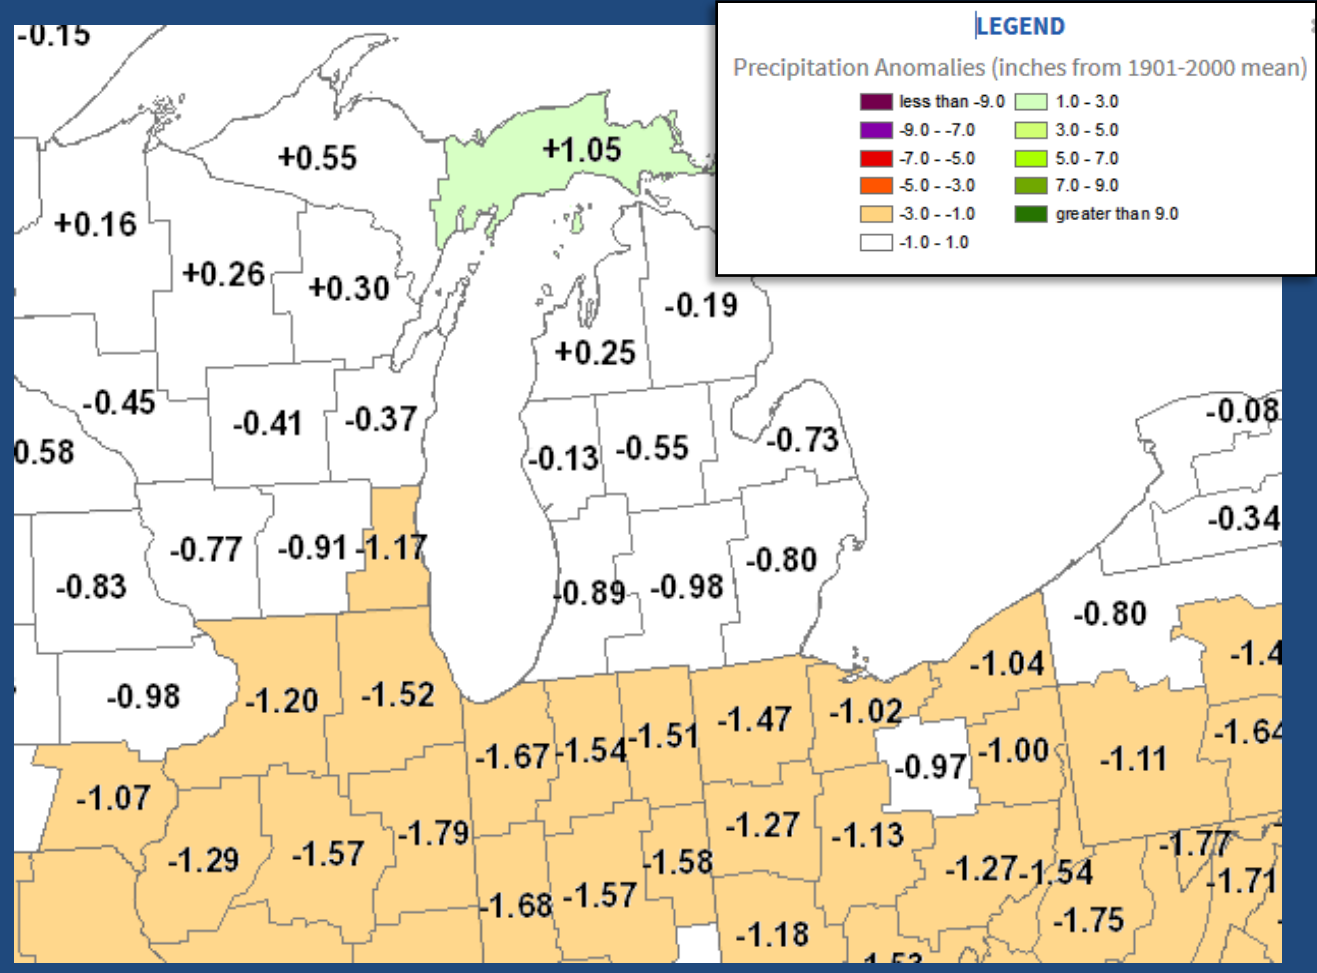 LEGEND
Precipitation Anomalies (inches from 1901-2000 mean)
less than -9.0 1.0 - 3.0
-9.0 - -7.0 3.0 - 5.0
-7.0 - -5.0 5.0 - 7.0
-5.0 - -3.0 7.0 - 9.0
-3.0 - -1.0 greater than 9.0
-1.0 - 1.0
-0.15
+0.55 +1.05
+0.16
+0.26 +0.30
-0.19
+0.25
-0.45 -0.41 -0.37 -0.08
0.58 -0.13 -0.55 -0.73
-0.34
-0.77 -0.91 -1.17 -0.80
-0.83 -0.89 -0.98 -0.80
-0.98 -1.20 -1.52 -1.04 -1.4
-1.67 -1.54 -1.51 -1.47 -1.02 -1.00 -1.11 -1.64
-0.97
-1.07
-1.29 -1.57 -1.79 -1.27 -1.13 -1.77
-1.58 -1.27 -1.54 -1.71
-1.68 -1.57 -1.18 -1.75